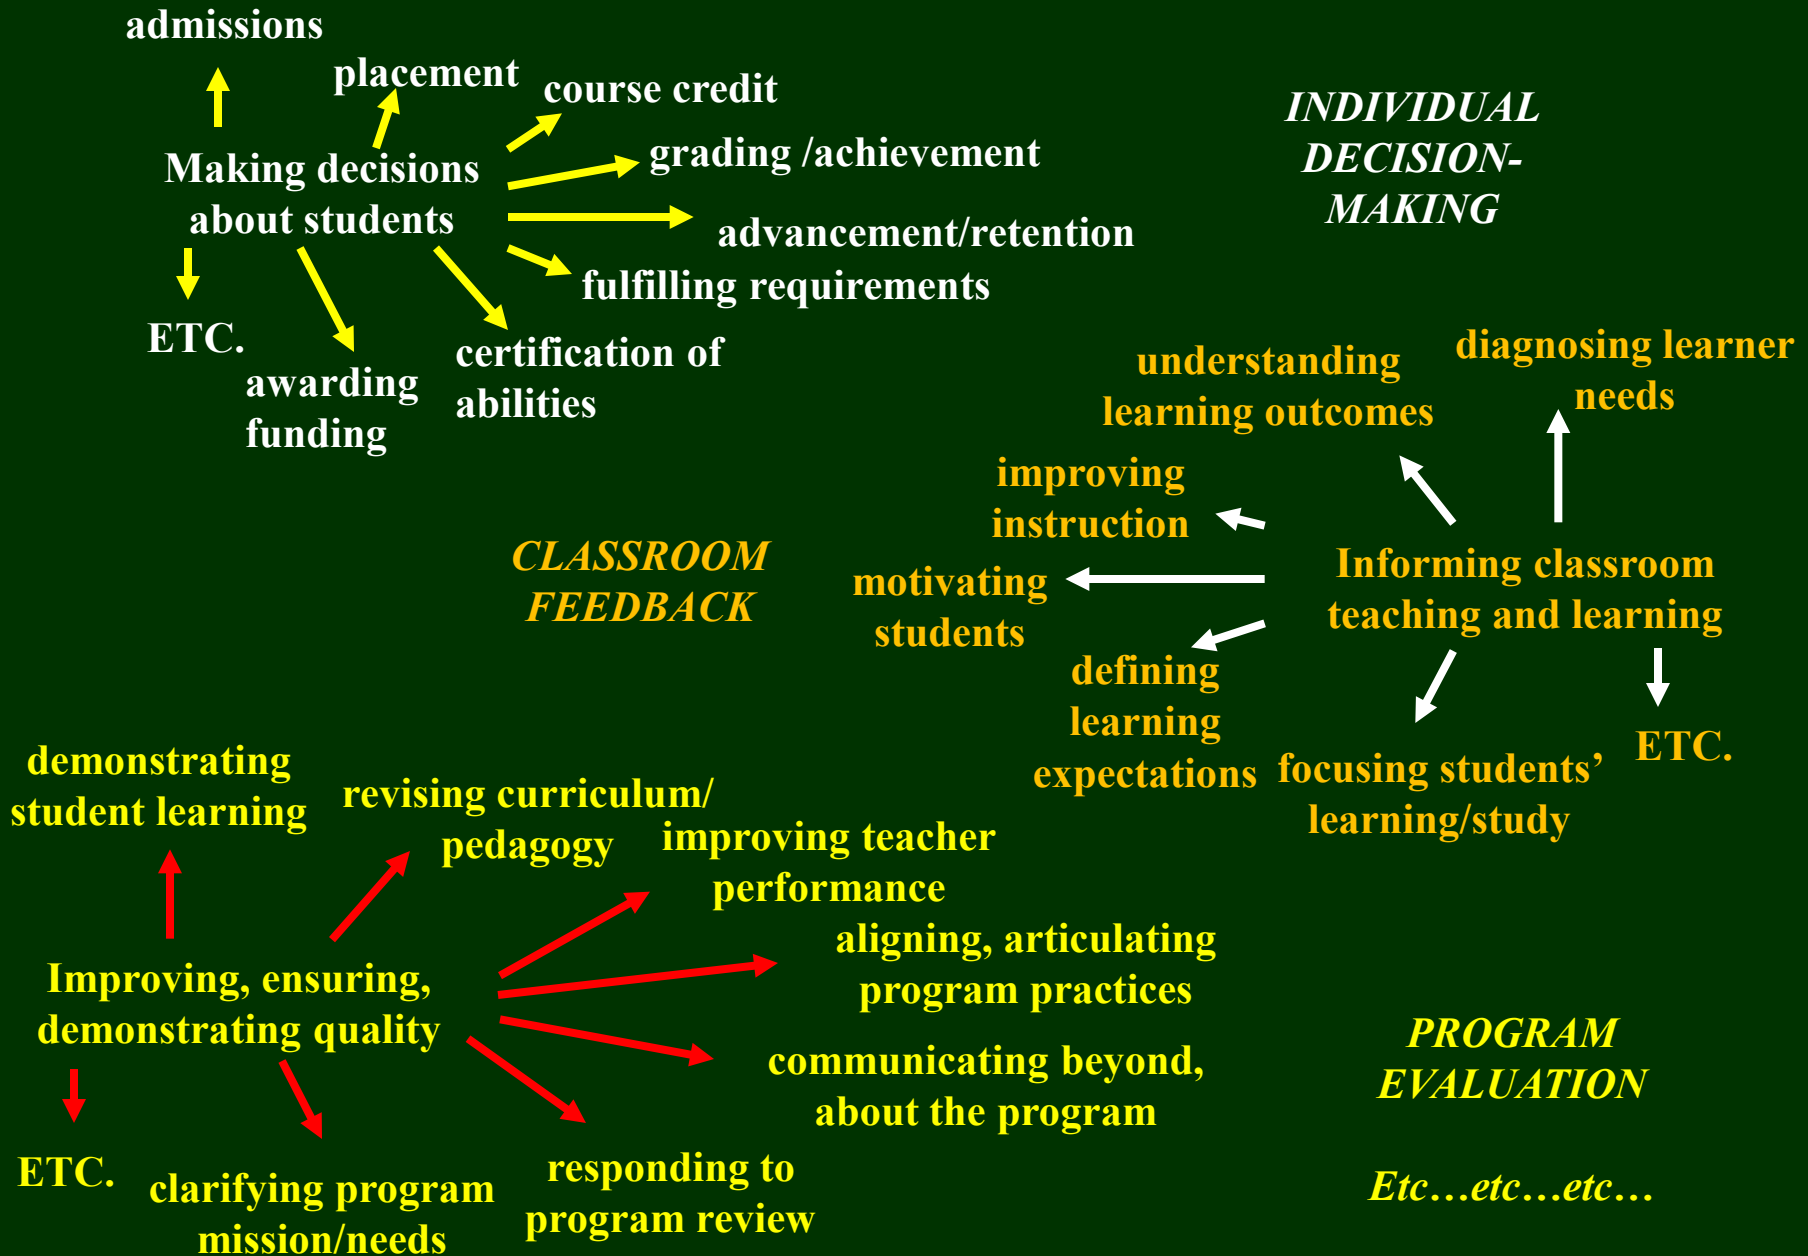 admissions
placement
course credit
grading /achievement
Making decisions
about students
advancement/retention
fulfilling requirements
ETC.
awarding
funding
certification of
abilities
INDIVIDUAL
DECISION-
MAKING
understanding
learning outcomes
diagnosing learner
needs
improving
instruction
CLASSROOM
FEEDBACK
motivating
students
Informing classroom
teaching and learning
defining
learning
expectations
focusing students’
learning/study
ETC.
demonstrating
student learning
revising curriculum/
pedagogy
improving teacher
performance
aligning, articulating
program practices
Improving, ensuring,
demonstrating quality
communicating beyond,
about the program
ETC.
clarifying program
mission/needs
responding to
program review
PROGRAM
EVALUATION
Etc…etc…etc…